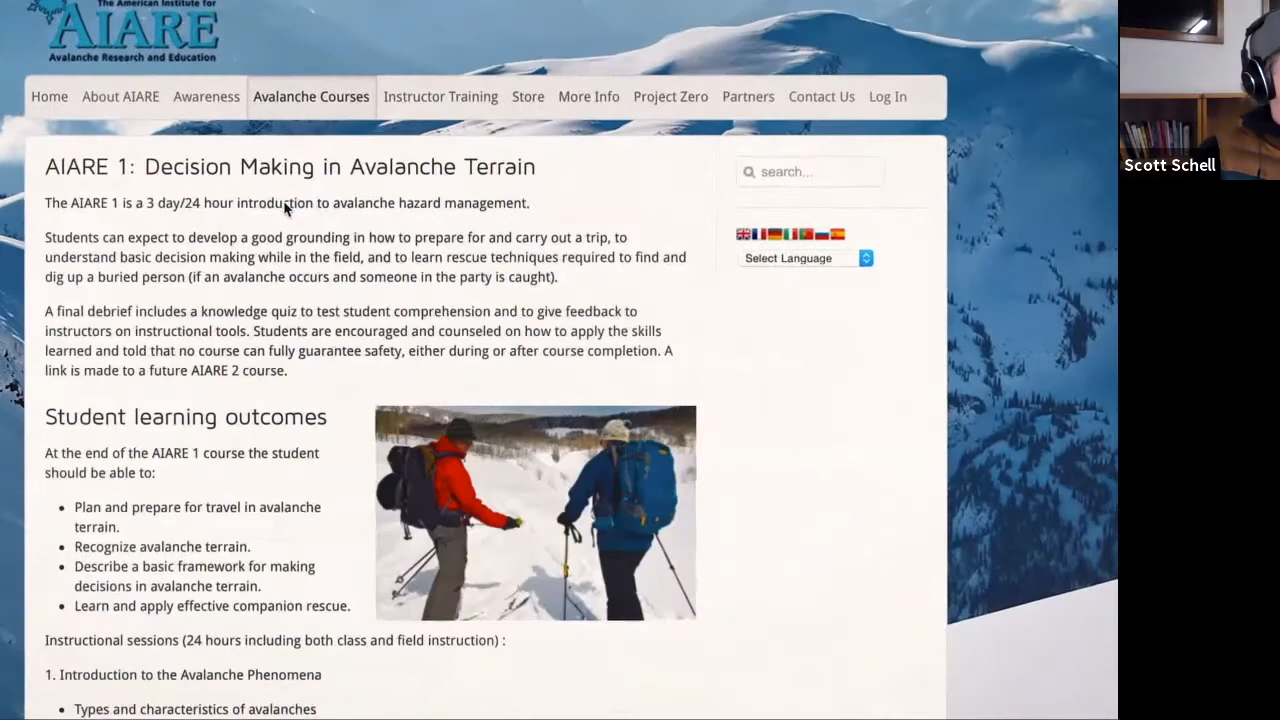 The American Institute for
AIARE
Avalanche Research and Education
Home About AIARE Awareness Avalanche Courses Instructor Training Store More Info Project Zero Partners Contact Us Log In
AIARE 1: Decision Making in Avalanche Terrain
The AIARE 1 is a 3 day/24 hour introduction to avalanche hazard management.
Students can expect to develop a good grounding in how to prepare for and carry out a trip, to
understand basic decision making while in the field, and to learn rescue techniques required to find and
dig up a buried person (if an avalanche occurs and someone in the party is caught).
A final debrief includes a knowledge quiz to test student comprehension and to give feedback to
instructors on instructional tools. Students are encouraged and counseled on how to apply the skills
learned and told that no course can fully guarantee safety, either during or after course completion. A
link is made to a future AIARE 2 course.
Student learning outcomes
At the end of the AIARE 1 course the student
should be able to:
• Plan and prepare for travel in avalanche
terrain.
• Recognize avalanche terrain.
• Describe a basic framework for making
decisions in avalanche terrain.
• Learn and apply effective companion rescue.
Instructional sessions (24 hours including both class and field instruction) :
1. Introduction to the Avalanche Phenomena
• Types and characteristics of avalanches
search...
Select Language
Scott Schell